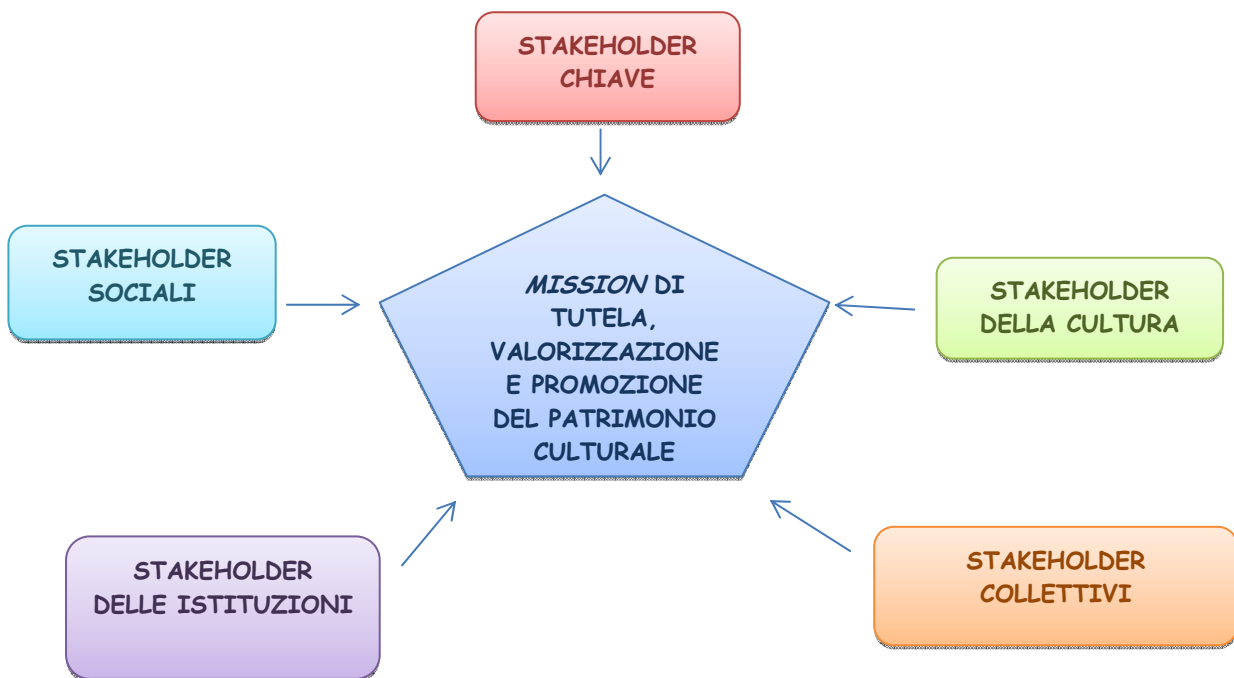 STAKEHOLDER
CHIAVE
STAKEHOLDER
SOCIALI
MISSION DI
TUTELA,
VALORIZZAZIONE
E PROMOZIONE
DEL PATRIMONIO
CULTURALE
STAKEHOLDER
DELLA CULTURA
STAKEHOLDER
DELLE ISTITUZIONI
STAKEHOLDER
COLLETTIVI